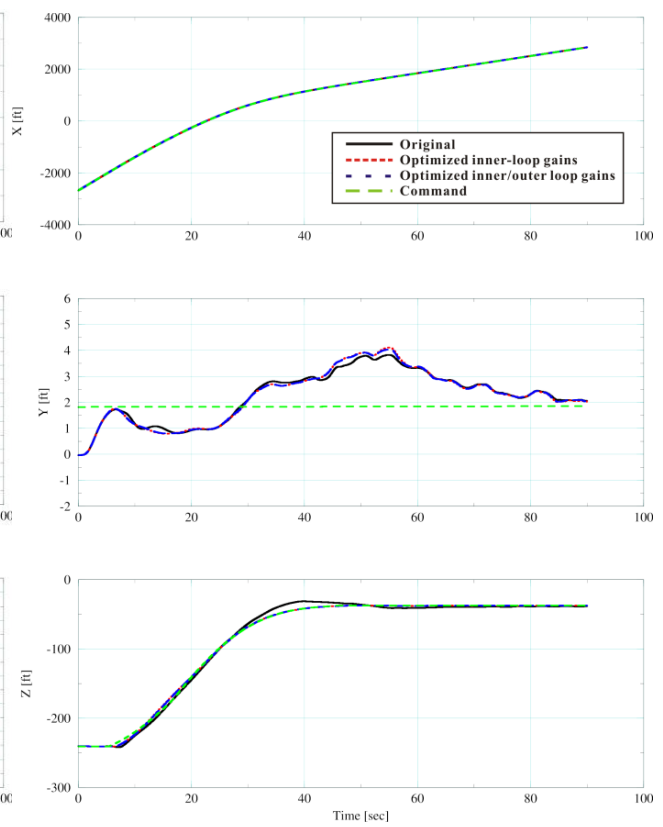 4000
2000
0
-2000
-4000
X [ft]
Original
Optimized inner-loop gains
Optimized inner/outer loop gains
Command
0 20 40 60 80 100
6
5
4
3
2
1
0
-1
-2
Y [ft]
0 20 40 60 80 100
0
-100
-200
-300
Z [ft]
0 20 40 60 80 100
Time [sec]